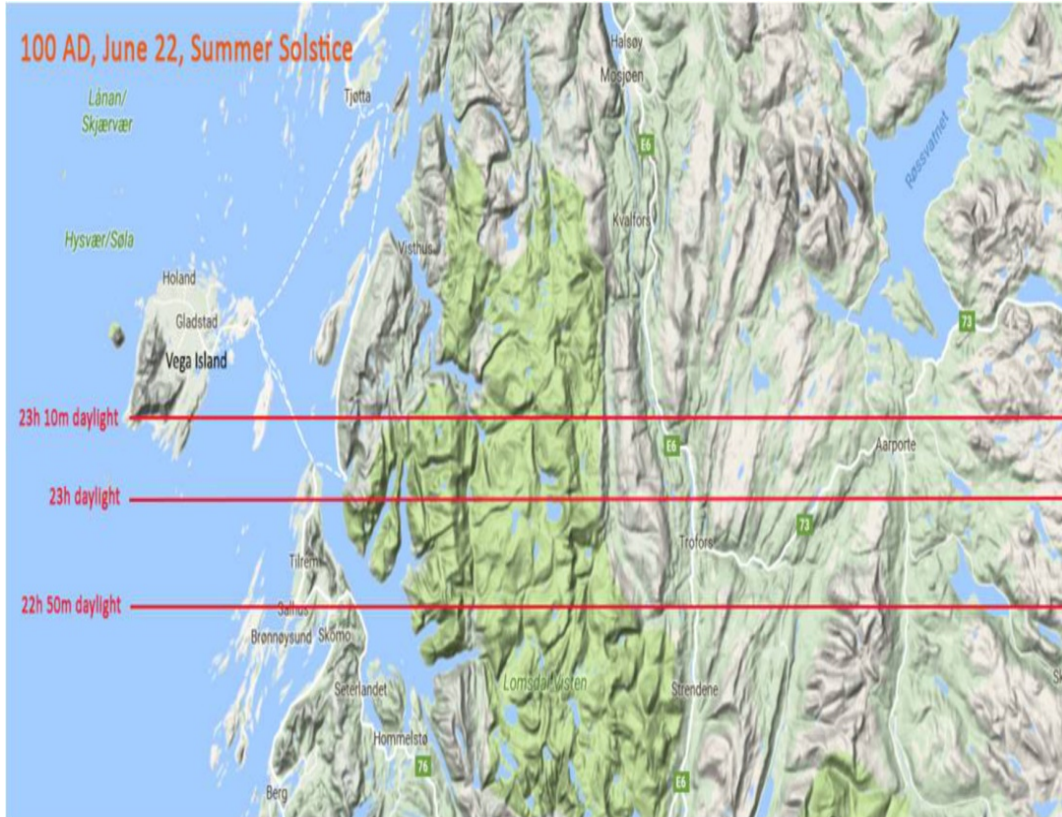 100 AD, June 22, Summer Solstice
Halsøy
Mosjøen
Tjøtta
Lånan/
Skjærvær
E6
Røssvatnet
Kvalfors
Hysvær/Søla
Visthus
Holand
Gladstad
73
Vega Island
23h 10m daylight
E6
Aarporte
23h daylight
73
Trofors
Tilrem
22h 50m daylight
Salhus
Brønnøysund
Skomo
Lomsdal-Visten
Seterlandet
Strendene
Hommelstø
76
E6
Berg